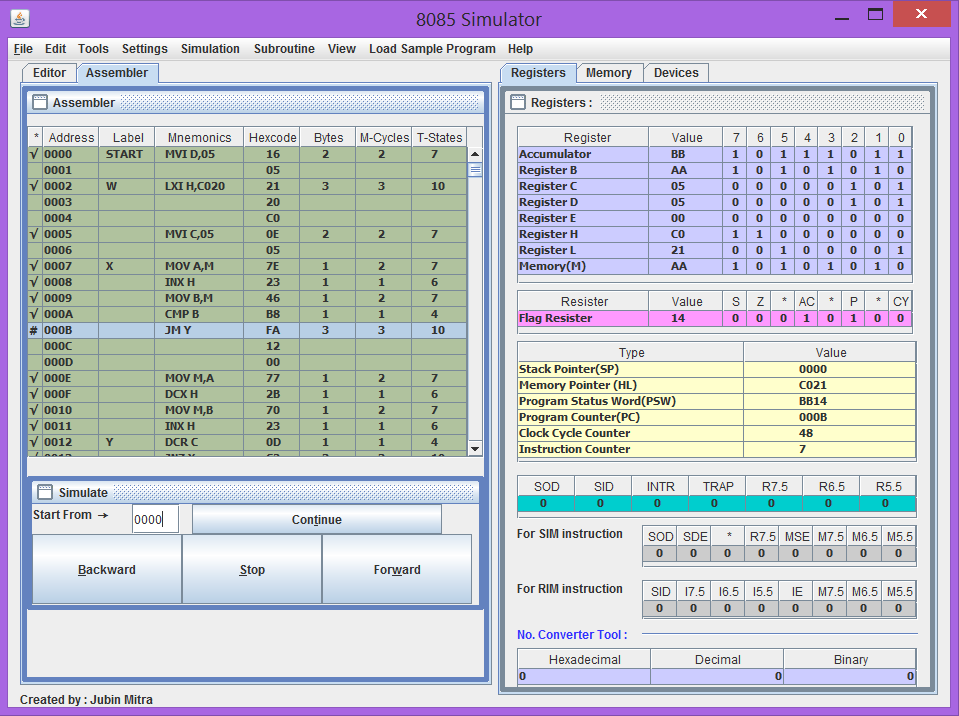 8085 Simulator
File Edit Tools Settings Simulation Subroutine View Load Sample Program Help
Editor Assembler
Assembler
* Address Label Mnemonics Hexcode Bytes M-Cycles T-States
√ 0000 START MVI D,05 16 2 2 7
0001 05
√ 0002 W LXI H,C020 21 3 3 10
0003 20
0004 C0
√ 0005 MVI C,05 0E 2 2 7
0006 05
√ 0007 X MOV A,M 7E 1 2 7
√ 0008 INX H 23 1 1 6
√ 0009 MOV B,M 46 1 2 7
√ 000A CMP B B8 1 1 4
# 000B JM Y FA 3 3 10
000C 12
000D 00
√ 000E MOV M,A 77 1 2 7
√ 000F DCX H 2B 1 1 6
√ 0010 MOV M,B 70 1 2 7
√ 0011 INX H 23 1 1 6
√ 0012 Y DCR C 0D 1 1 4
Simulate
Start From → 0000 Continue
Backward Stop Forward
Created by : Jubin Mitra
Registers Memory Devices
Registers :
Register Value 7 6 5 4 3 2 1 0
Accumulator BB 1 0 1 1 1 0 1 1
Register B AA 1 0 1 0 1 0 1 0
Register C 05 0 0 0 0 0 1 0 1
Register D 05 0 0 0 0 0 1 0 1
Register E 00 0 0 0 0 0 0 0 0
Register H C0 1 1 0 0 0 0 0 0
Register L 21 0 0 1 0 0 0 0 1
Memory(M) AA 1 0 1 0 1 0 1 0
Resister Value S Z * AC * P * CY
Flag Resister 14 0 0 0 1 0 1 0 0
Type Value
Stack Pointer(SP) 0000
Memory Pointer (HL) C021
Program Status Word(PSW) BB14
Program Counter(PC) 000B
Clock Cycle Counter 48
Instruction Counter 7
SOD SID INTR TRAP R7.5 R6.5 R5.5
0 0 0 0 0 0 0
For SIM instruction
SOD SDE * R7.5 MSE M7.5 M6.5 M5.5
0 0 0 0 0 0 0 0
For RIM instruction
SID I7.5 I6.5 I5.5 IE M7.5 M6.5 M5.5
0 0 0 0 0 0 0 0
No. Converter Tool :
Hexadecimal Decimal Binary
0 0 0